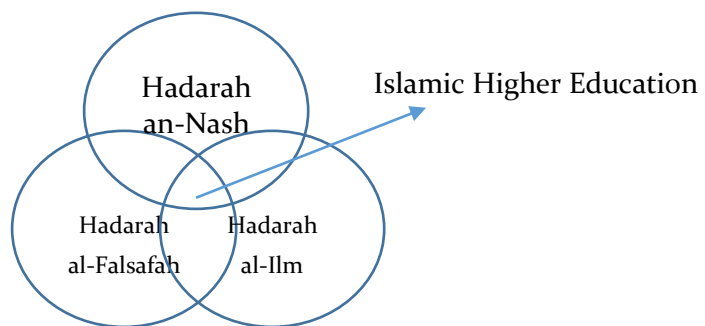 Hadarah
an-Nash
Islamic Higher Education
Hadarah
al-Falsafah
Hadarah
al-Ilm